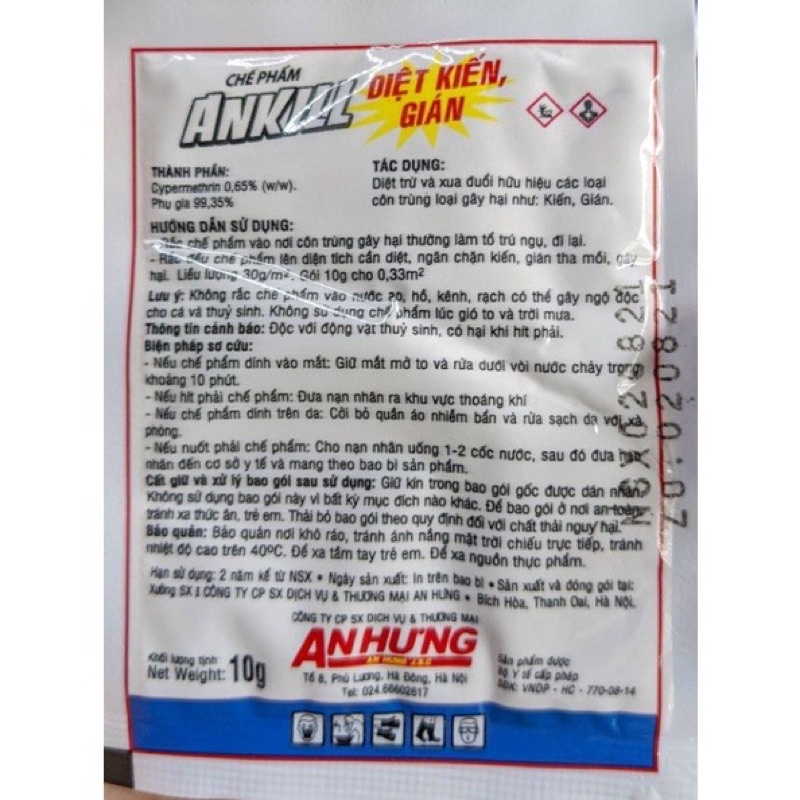 CHẾ PHẨM
ANKILL
DIỆT KIẾN,
GIÁN
THÀNH PHẦN:
Cypermethrin 0,65% (w/w).
Phụ gia 99,35%
TÁC DỤNG:
Diệt trừ và xua đuổi hữu hiệu các loại
côn trùng loại gây hại như: Kiến, Gián.
HƯỚNG DẪN SỬ DỤNG:
- Rắc chế phẩm vào nơi côn trùng gây hại thường làm tổ trú ngụ, đi lại.
- Rắc đều chế phẩm lên diện tích cần diệt, ngăn chặn kiến, gián tha mồi, gây
hại. Liều lượng 30g/m². Gói 10g cho 0,33m²
Lưu ý: Không rắc chế phẩm vào nước ao, hồ, kênh, rạch có thể gây ngộ độc
cho cá và thuỷ sinh. Không sử dụng chế phẩm lúc gió to và trời mưa.
Thông tin cảnh báo: Độc với động vật thuỷ sinh, có hại khi hít phải.
Biện pháp sơ cứu:
- Nếu chế phẩm dính vào mắt: Giữ mắt mở to và rửa dưới vòi nước chảy trong
khoảng 10 phút.
- Nếu hít phải chế phẩm: Đưa nạn nhân ra khu vực thoáng khí
- Nếu chế phẩm dính trên da: Cởi bỏ quần áo nhiễm bẩn và rửa sạch da với xà
phòng.
- Nếu nuốt phải chế phẩm: Cho nạn nhân uống 1-2 cốc nước, sau đó đưa nạn
nhân đến cơ sở y tế và mang theo bao bì sản phẩm.
Cất giữ và xử lý bao gói sau sử dụng: Giữ kín trong bao gói gốc được dán nhãn.
Không sử dụng bao gói này vì bất kỳ mục đích nào khác. Để bao gói ở nơi an toàn
tránh xa thức ăn, trẻ em. Thải bỏ bao gói theo quy định đối với chất thải nguy hại.
Bảo quản: Bảo quản nơi khô ráo, tránh ánh nắng mặt trời chiếu trực tiếp, tránh
nhiệt độ cao trên 40ºC. Để xa tầm tay trẻ em. Để xa nguồn thực phẩm.
Hạn sử dụng: 2 năm kể từ NSX • Ngày sản xuất: In trên bao bì • Sản xuất và đóng gói tại:
Xưởng SX I CÔNG TY CP SX DỊCH VỤ & THƯƠNG MẠI AN HƯNG • Bích Hòa, Thanh Oai, Hà Nội.
CÔNG TY CP SX DỊCH VỤ & THƯƠNG MẠI
AN HƯNG
AN HUNG J.S.C
Tổ 8, Phú Lương, Hà Đông, Hà Nội
Tel: 024.66602617
Khối lượng tịnh:
Net Weight: 10g
Sản phẩm được
Bộ Y tế cấp phép
SĐK: VNDP - HC - 770-08-14
NSX020821